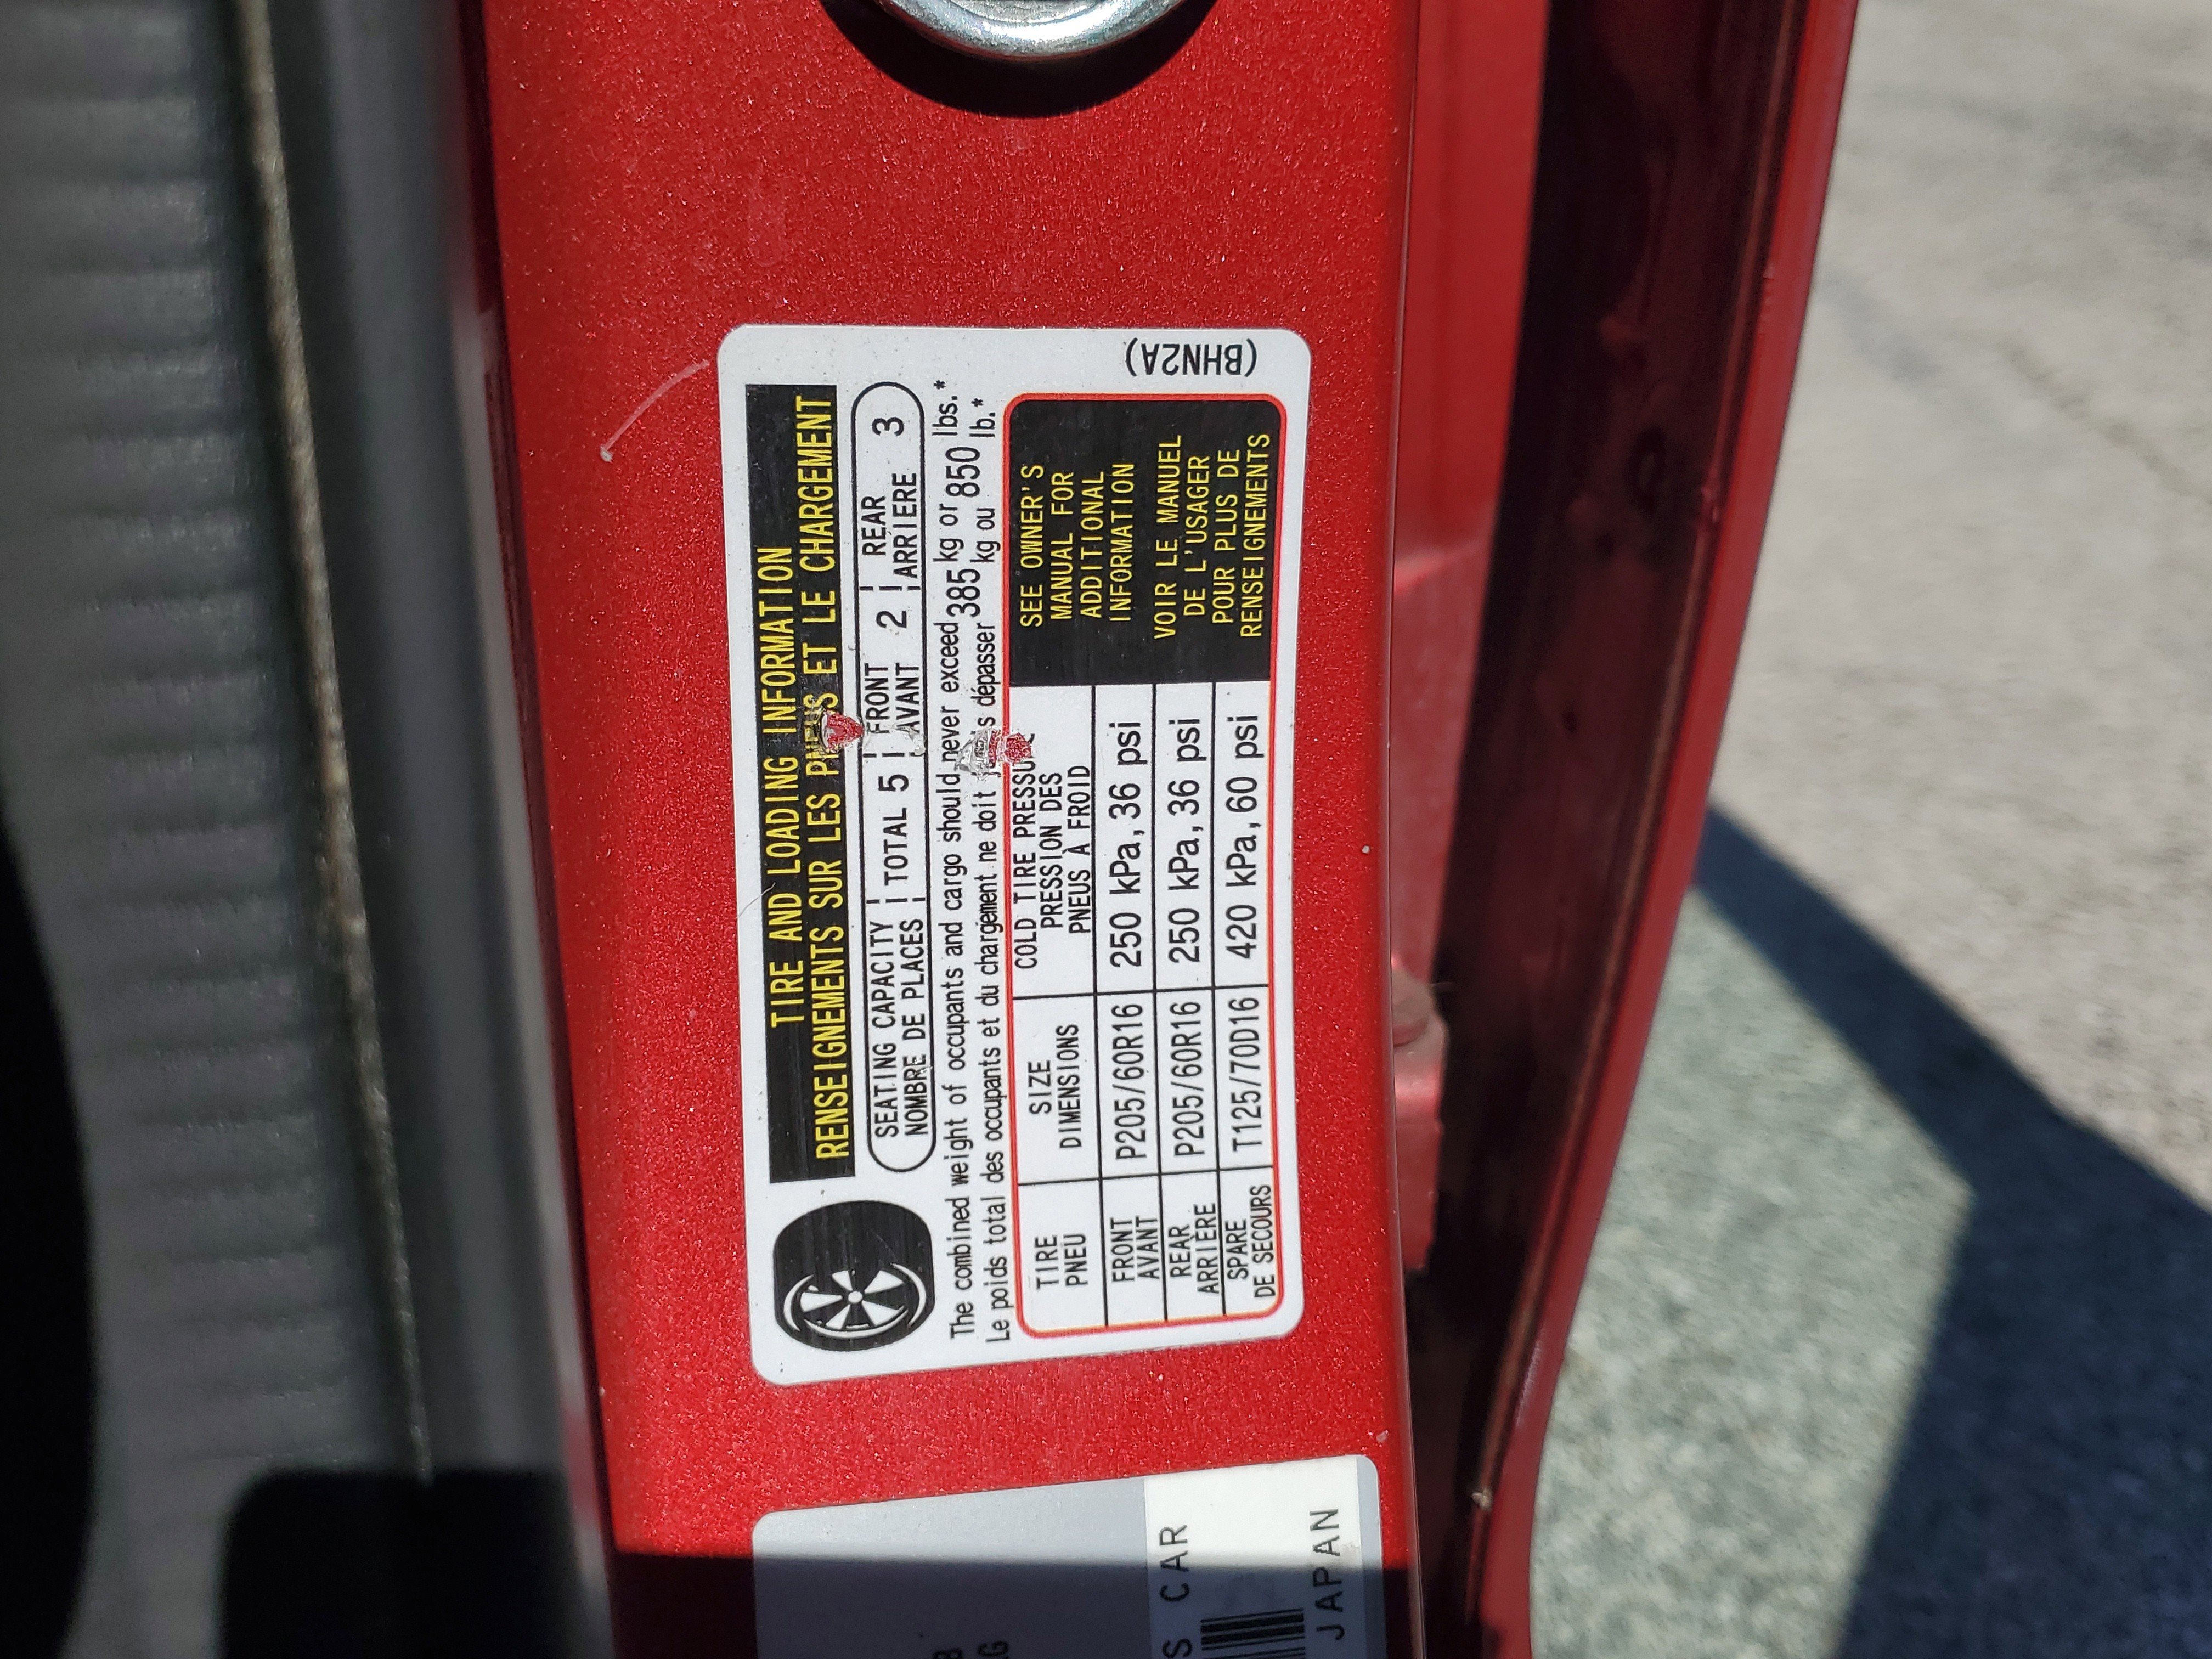 TIRE AND LOADING INFORMATION
RENSEIGNEMENTS SUR LES PNEUS ET LE CHARGEMENT
SEATING CAPACITY TOTAL 5 FRONT 2 REAR 3
NOMBRE DE PLACES AVANT ARRIÈRE
The combined weight of occupants and cargo should never exceed 385 kg or 850 lbs.*
Le poids total des occupants et du chargement ne doit dépasser 385 kg ou 850 lb.*
TIRE SIZE COLD TIRE PRESSURE
PNEU DIMENSIONS PRESSION DES
PNEUS À FROID
FRONT P205/60R16 250 kPa, 36 psi
AVANT
REAR P205/60R16 250 kPa, 36 psi
ARRIÈRE
SPARE T125/70D16 420 kPa, 60 psi
DE SECOURS
SEE OWNER'S
MANUAL FOR
ADDITIONAL
INFORMATION
VOIR LE MANUEL
DE L'USAGER
POUR PLUS DE
RENSEIGNEMENTS
(BHN2A)
S CAR
JAPAN